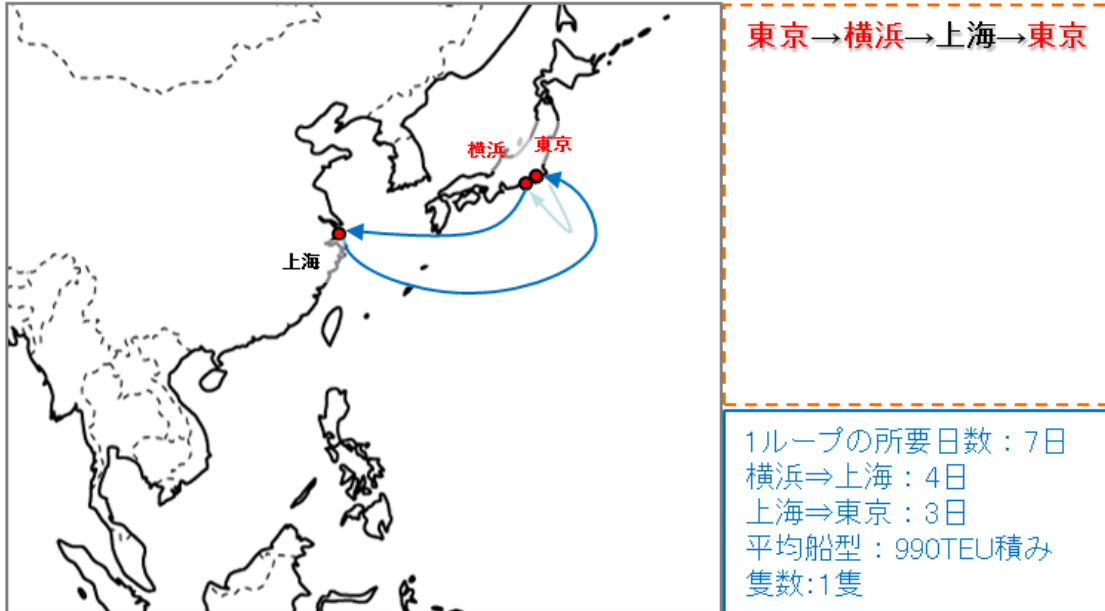 東京→横浜→上海→東京
横浜
東京
上海
1ループの所要日数：7日
横浜⇒上海：4日
上海⇒東京：3日
平均船型：990TEU積み
隻数:1隻